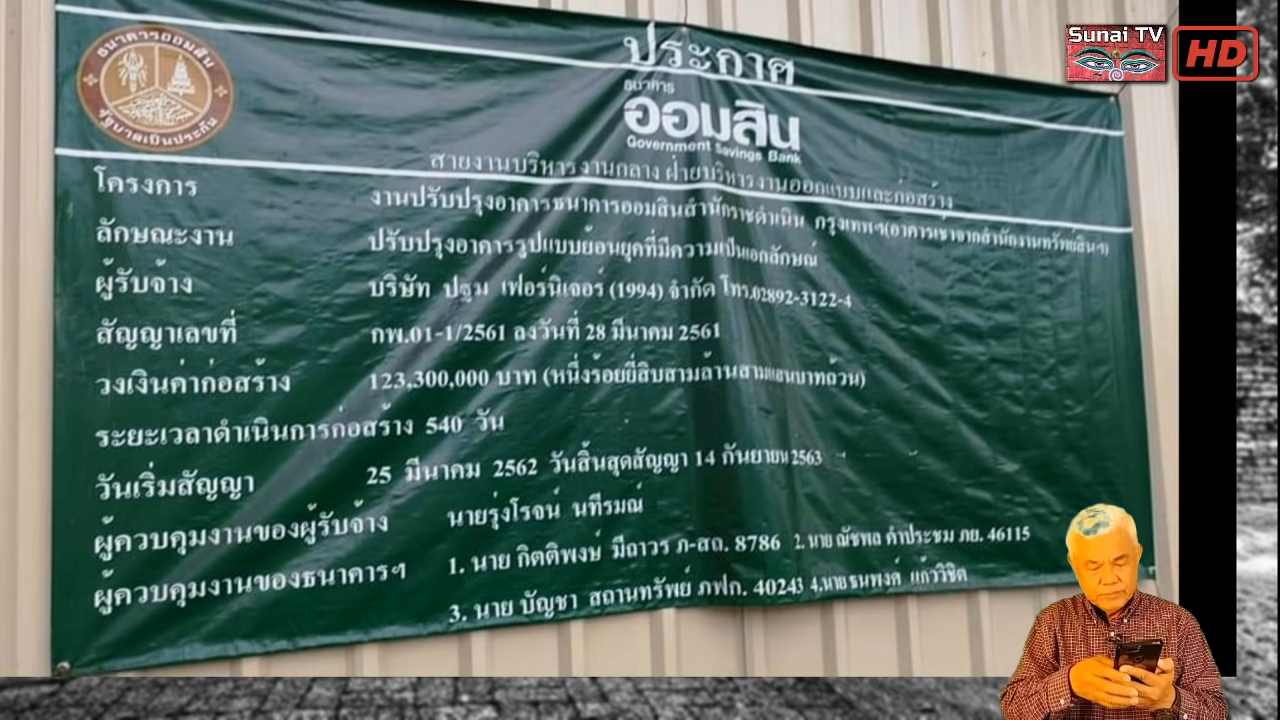 Sunai TV
HD
ธนาคารออมสิน
รัฐบาลเป็นประกัน
ประกาศ
ธนาคาร
ออมสิน
Government Savings Bank
สายงานบริหารงานกลาง ฝ่ายบริหารงานออกแบบและก่อสร้าง
โครงการ งานปรับปรุงอาคารธนาคารออมสินสำนักราชดำเนิน กรุงเทพฯ(อาคารเช่าจากสำนักงานทรัพย์สินฯ)
ลักษณะงาน ปรับปรุงอาคารรูปแบบย้อนยุคที่มีความเป็นเอกลักษณ์
ผู้รับจ้าง บริษัท ปฐม เฟอร์นิเจอร์ (1994) จำกัด โทร.02892-3122-4
สัญญาเลขที่ กพ.01-1/2561 ลงวันที่ 28 มีนาคม 2561
วงเงินค่าก่อสร้าง 123,300,000 บาท (หนึ่งร้อยยี่สิบสามล้านสามแสนบาทถ้วน)
ระยะเวลาดำเนินการก่อสร้าง 540 วัน
วันเริ่มสัญญา 25 มีนาคม 2562 วันสิ้นสุดสัญญา 14 กันยายน 2563
ผู้ควบคุมงานของผู้รับจ้าง นายรุ่งโรจน์ นทีรมณ์
ผู้ควบคุมงานของธนาคารฯ 1. นาย กิตติพงษ์ มีถาวร ภ-สถ. 8786 2. นาย ณัชพล คำประชม ภย. 46115
3. นาย บัญชา สถานทรัพย์ ภฟก. 40243 4.นาย ธนพงศ์ แก้ววิชิต